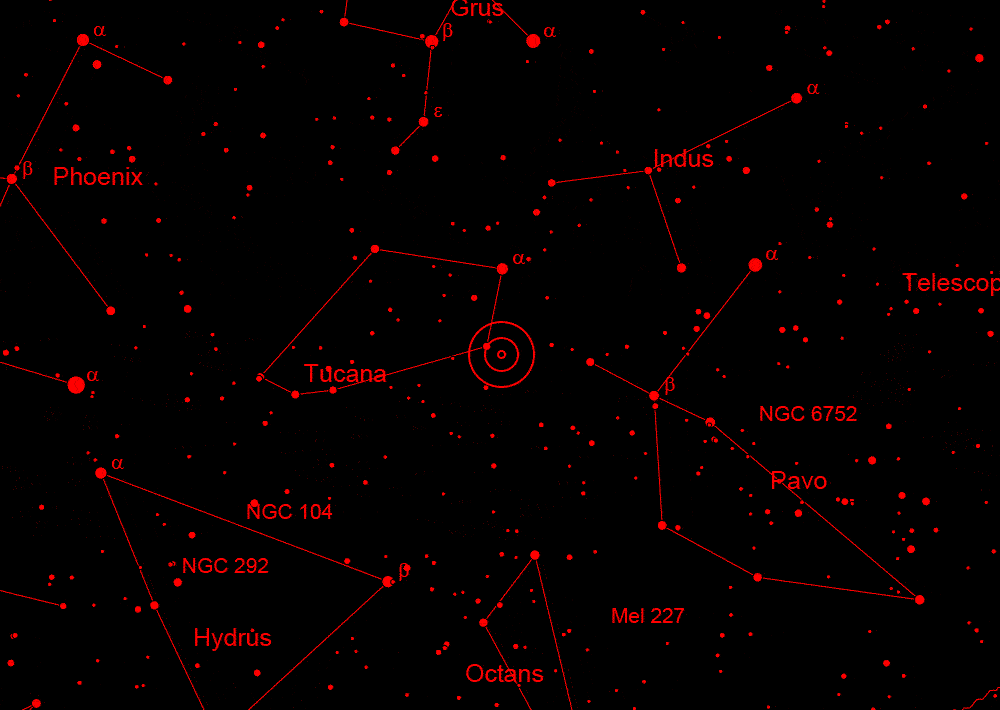 Grus
α
β
α
α
ε
Indus
β
Phoenix
α
α
Telescop
Tucana
α
β
NGC 6752
α
Pavo
NGC 104
NGC 292
β
Mel 227
Hydrus
Octans